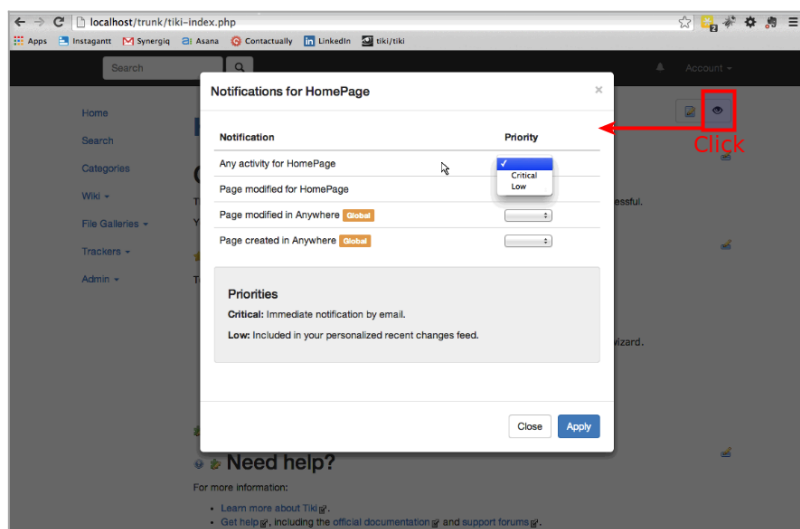 localhost/trunk/tiki-index.php
Apps Instagantt Synergiq Asana Contactually LinkedIn tiki/tiki
Search Account
Notifications for HomePage ×
Home
Search
Categories
Wiki
File Galleries
Trackers
Admin
Click
Notification Priority
Any activity for HomePage
Critical
Low
Page modified for HomePage
Page modified in Anywhere Global
Page created in Anywhere Global
essful.
Priorities
Critical: Immediate notification by email.
Low: Included in your personalized recent changes feed.
wizard.
Close Apply
Need help?
For more information:
Learn more about Tiki.
Get help, including the official documentation and support forums.